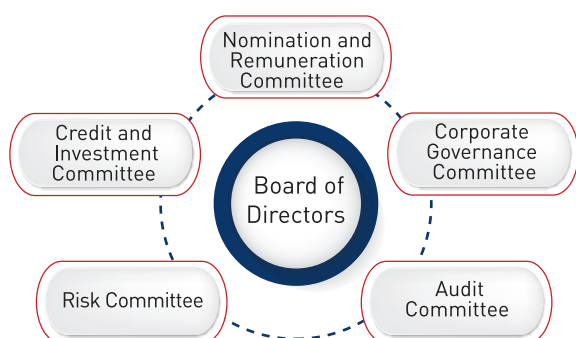 Nomination and
Remuneration
Committee
Credit and
Investment
Committee
Corporate
Governance
Committee
Board of
Directors
Risk Committee
Audit
Committee